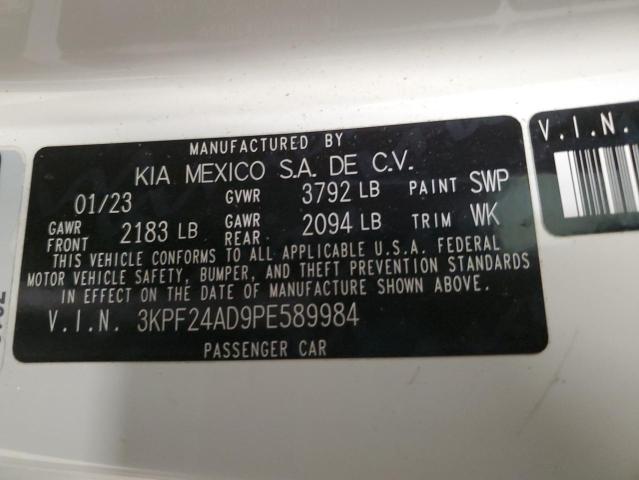 MANUFACTURED BY
KIA MEXICO S.A. DE C.V.
01/23 GVWR 3792 LB PAINT SWP
GAWR FRONT 2183 LB GAWR REAR 2094 LB TRIM WK
THIS VEHICLE CONFORMS TO ALL APPLICABLE U.S.A. FEDERAL
MOTOR VEHICLE SAFETY, BUMPER, AND THEFT PREVENTION STANDARDS
IN EFFECT ON THE DATE OF MANUFACTURE SHOWN ABOVE.
V.I.N. 3KPF24AD9PE589984
PASSENGER CAR
V.I.N.